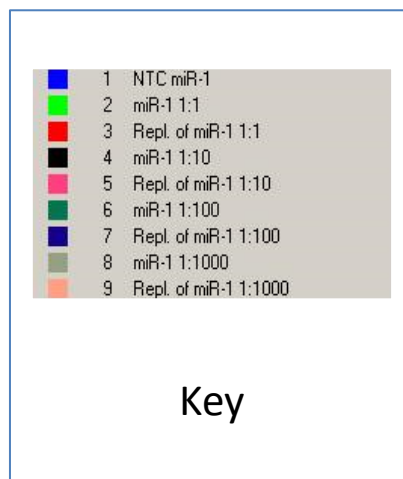 1 NTC miR-1
2 miR-1 1:1
3 Repl. of miR-1 1:1
4 miR-1 1:10
5 Repl. of miR-1 1:10
6 miR-1 1:100
7 Repl. of miR-1 1:100
8 miR-1 1:1000
9 Repl. of miR-1 1:1000
Key